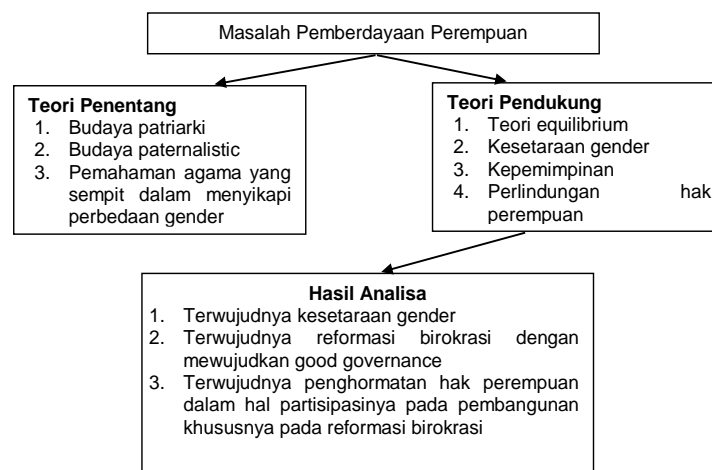 Masalah Pemberdayaan Perempuan
Teori Penentang
1. Budaya patriarki
2. Budaya paternalistic
3. Pemahaman agama yang
sempit dalam menyikapi
perbedaan gender
Teori Pendukung
1. Teori equilibrium
2. Kesetaraan gender
3. Kepemimpinan
4. Perlindungan hak
perempuan
Hasil Analisa
1. Terwujudnya kesetaraan gender
2. Terwujudnya reformasi birokrasi dengan
mewujudkan good governance
3. Terwujudnya penghormatan hak perempuan
dalam hal partisipasinya pada pembangunan
khususnya pada reformasi birokrasi